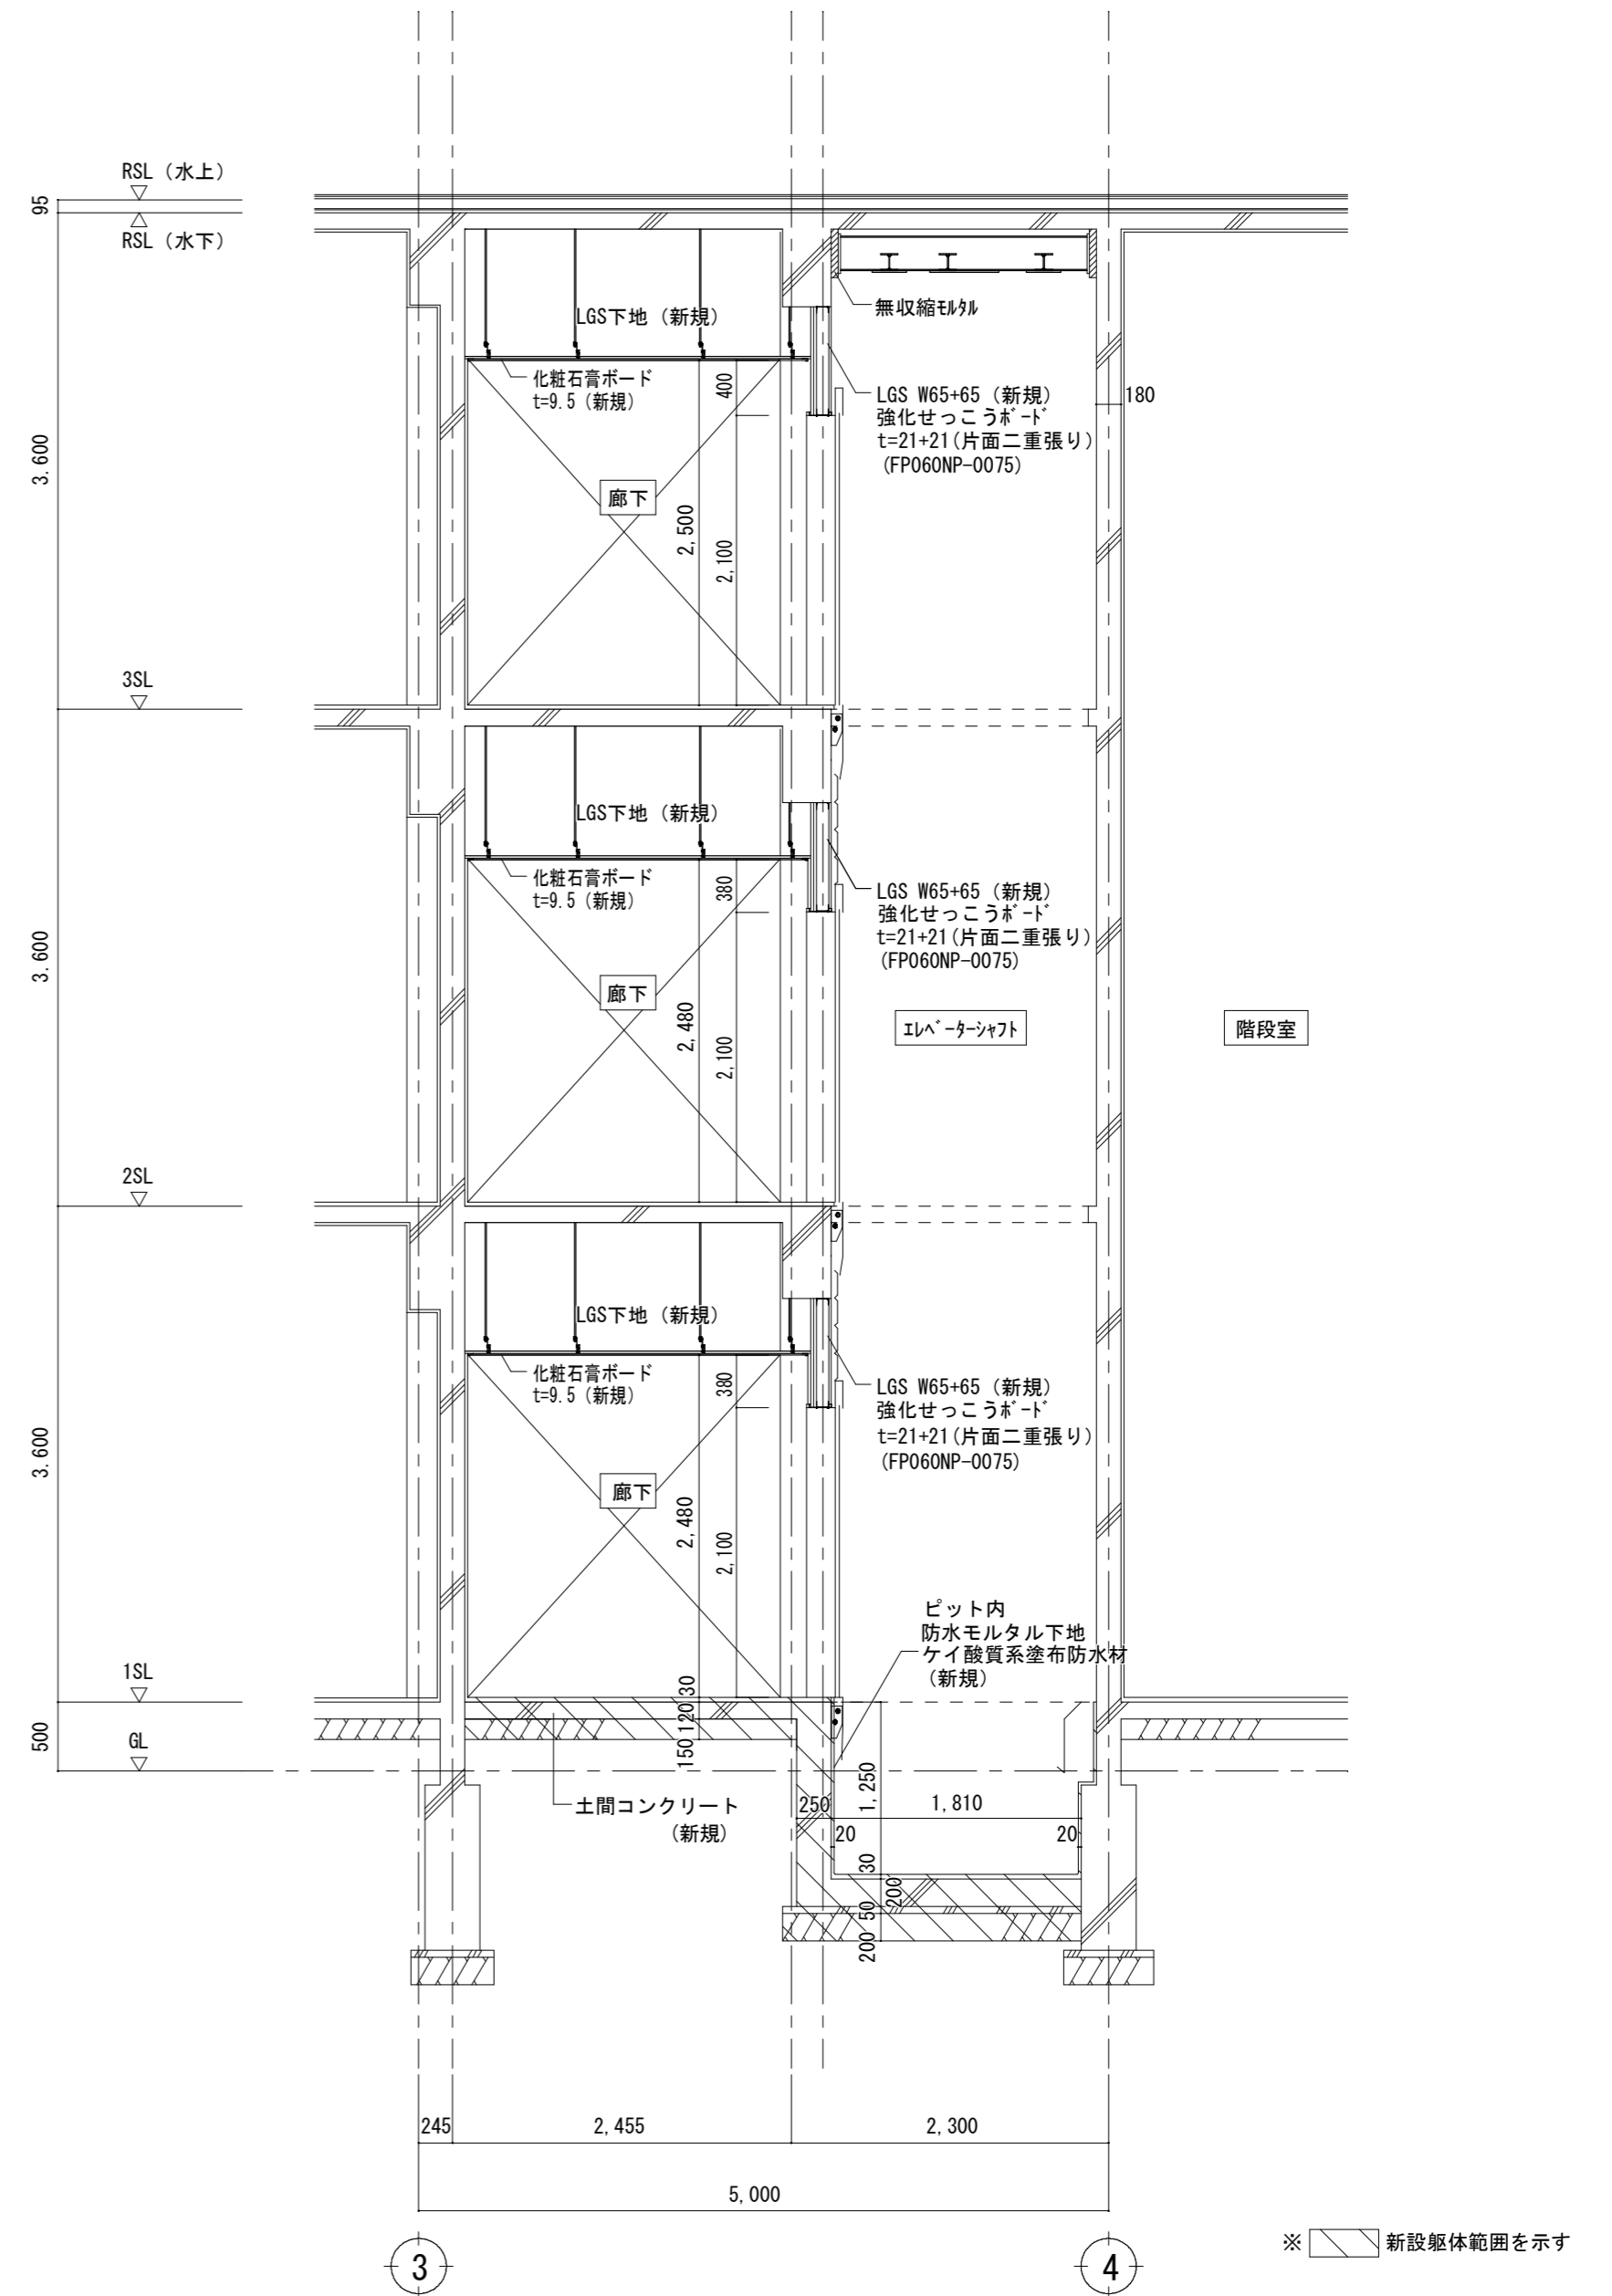 RSL（水上）
95
RSL（水下）
無収縮ﾓﾙﾀﾙ
LGS下地（新規）
化粧石膏ボード
t=9.5（新規）
400
LGS W65+65（新規）
強化せっこうﾎﾞｰﾄﾞ
t=21+21(片面二重張り)
(FP060NP-0075)
180
3.600
廊下
2,500
2,100
3SL
LGS下地（新規）
化粧石膏ボード
t=9.5（新規）
380
LGS W65+65（新規）
強化せっこうﾎﾞｰﾄﾞ
t=21+21(片面二重張り)
(FP060NP-0075)
3.600
廊下
2,480
2,100
ｴﾚﾍﾞｰﾀｰｼｬﾌﾄ
階段室
2SL
LGS下地（新規）
化粧石膏ボード
t=9.5（新規）
380
LGS W65+65（新規）
強化せっこうﾎﾞｰﾄﾞ
t=21+21(片面二重張り)
(FP060NP-0075)
3.600
廊下
2,480
2,100
ピット内
防水モルタル下地
ケイ酸質系塗布防水材
（新規）
1SL
30
120
150
500
GL
土間コンクリート
（新規）
250
1,250
1,810
20
20
30
200
50
200
245
2,455
2,300
5,000
3
4
※
新設躯体範囲を示す